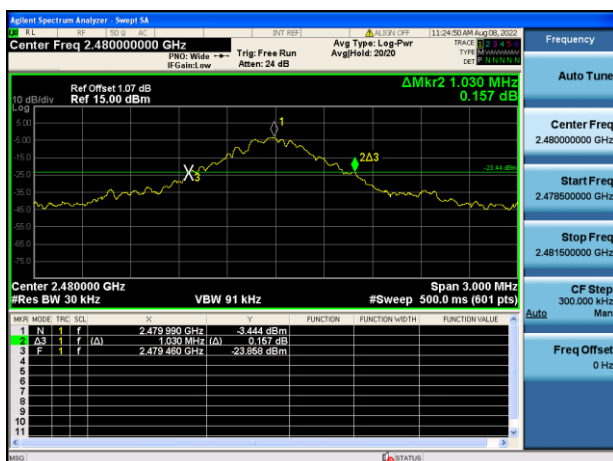 Agilent Spectrum Analyzer - Swept SA
RL RF 50 Ω AC INT REF ALIGN OFF 11:24:50 AM Aug 08, 2022
Center Freq 2.480000000 GHz
PNO: Wide
IFGain:Low
Trig: Free Run
Atten: 24 dB
Avg Type: Log-Pwr
Avg|Hold: 20/20
TRACE 1 2 3 4 5 6
TYPE M
DET P N N N N N
Ref Offset 1.07 dB
Ref 15.00 dBm
10 dB/div
Log
ΔMkr2 1.030 MHz
0.157 dB
5.00
-5.00
-15.0
-25.0
-35.0
-45.0
-55.0
-65.0
-75.0
1
2Δ3
3
-23.44 dBm
Center 2.480000 GHz
#Res BW 30 kHz
VBW 91 kHz
Span 3.000 MHz
#Sweep 500.0 ms (601 pts)
MKR MODE TRC SCL X Y FUNCTION FUNCTION WIDTH FUNCTION VALUE
1 N 1 f 2.479 990 GHz -3.444 dBm
2 Δ3 1 f (Δ) 1.030 MHz (Δ) 0.157 dB
3 F 1 f 2.479 460 GHz -23.858 dBm
4
5
6
7
8
9
10
11
MSG
STATUS
Frequency
Auto Tune
Center Freq
2.480000000 GHz
Start Freq
2.478500000 GHz
Stop Freq
2.481500000 GHz
CF Step
300.000 kHz
Auto Man
Freq Offset
0 Hz